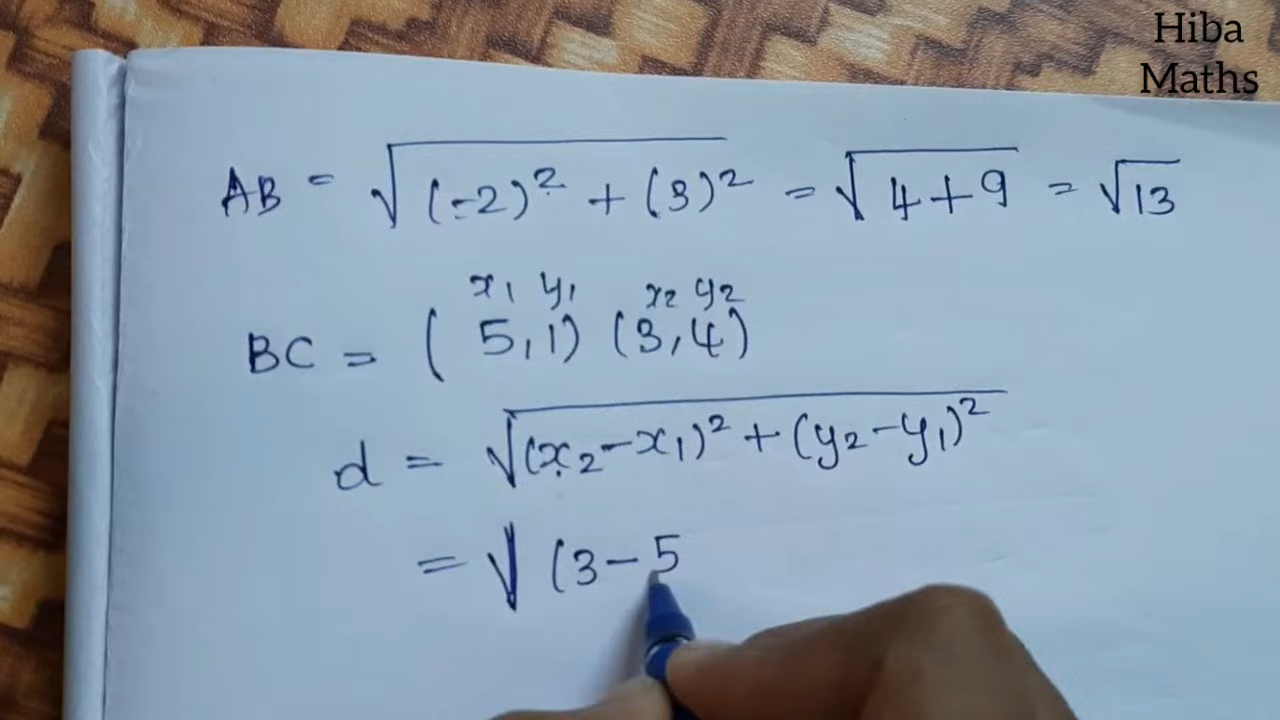 Hiba
Maths
AB = √(-2)² + (3)² = √4+9 = √13
x₁ y₁ x₂ y₂
BC = ( 5,1) (3,4)
d = √(x₂-x₁)² + (y₂-y₁)²
= √ (3-5